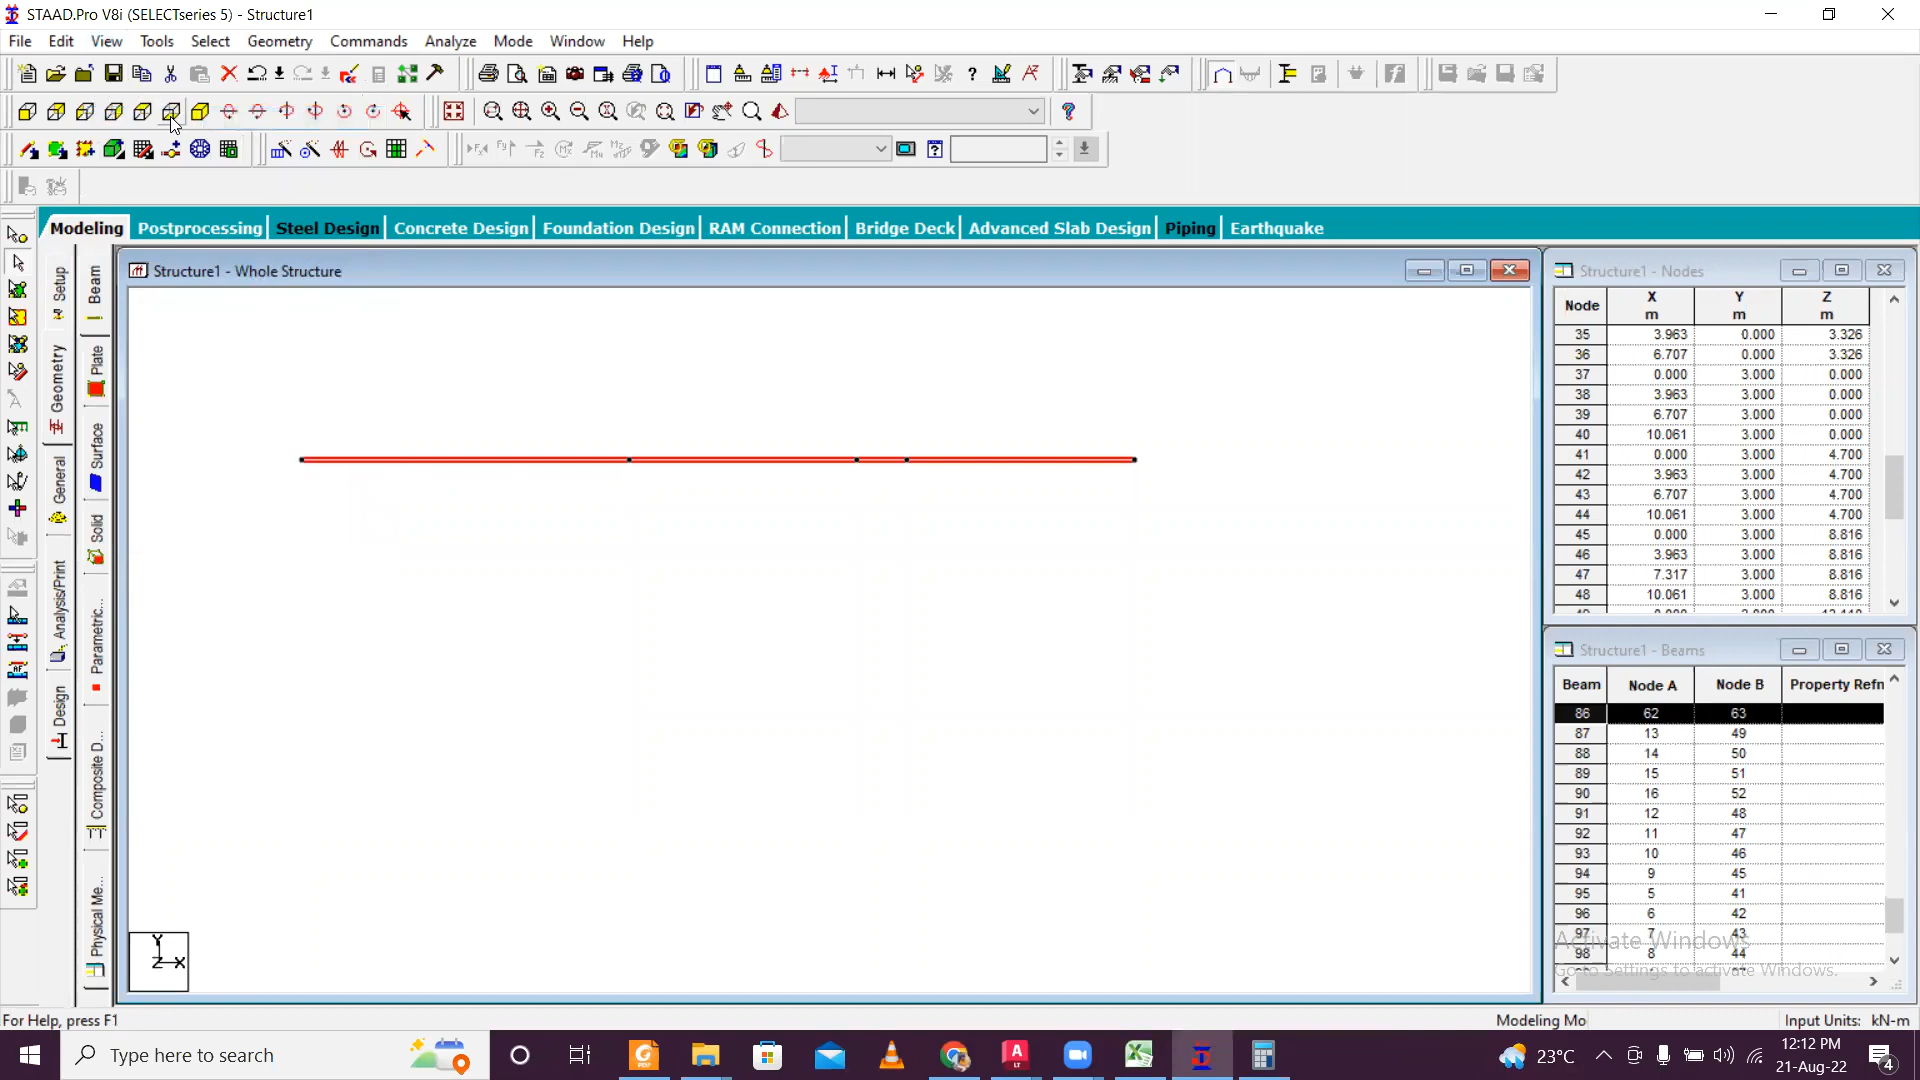 STAAD.Pro V8i (SELECTseries 5) - Structure1
File Edit View Tools Select Geometry Commands Analyze Mode Window Help
Modeling Postprocessing Steel Design Concrete Design Foundation Design RAM Connection Bridge Deck Advanced Slab Design Piping Earthquake
Setup
Geometry
General
Analysis/Print
Design
Beam
Plate
Surface
Solid
Parametric...
Composite D...
Physical Me...
Structure1 - Whole Structure
Y
Z X
Structure1 - Nodes
Node X m Y m Z m
35 3.963 0.000 3.326
36 6.707 0.000 3.326
37 0.000 3.000 0.000
38 3.963 3.000 0.000
39 6.707 3.000 0.000
40 10.061 3.000 0.000
41 0.000 3.000 4.700
42 3.963 3.000 4.700
43 6.707 3.000 4.700
44 10.061 3.000 4.700
45 0.000 3.000 8.816
46 3.963 3.000 8.816
47 7.317 3.000 8.816
48 10.061 3.000 8.816
Structure1 - Beams
Beam Node A Node B Property Refn
86 62 63
87 13 49
88 14 50
89 15 51
90 16 52
91 12 48
92 11 47
93 10 46
94 9 45
95 5 41
96 6 42
97 7 43
98 8 44
Activate Windows
Go to Settings to activate Windows.
For Help, press F1
Modeling Mo
Input Units: kN-m
Type here to search
23°C
12:12 PM
21-Aug-22
4